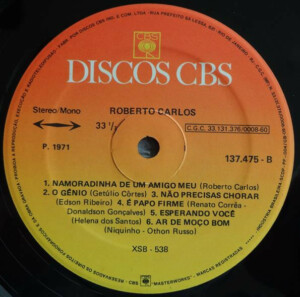 CBS
DISCOS CBS
Stereo/Mono
ROBERTO CARLOS
33 1/
C.G.C. 33.131.376/0008-60
P. 1971
137.475 - B
1. NAMORADINHA DE UM AMIGO MEU (Roberto Carlos)
2. O GÊNIO (Getúlio Côrtes) 3. NÃO PRECISAS CHORAR
(Edson Ribeiro) 4. É PAPO FIRME (Renato Corrêa -
Donaldson Gonçalves) 5. ESPERANDO VOCÊ
(Helena dos Santos) 6. AR DE MOÇO BOM
(Niquinho - Othon Russo)
XSB - 538
CBS "MASTERWORKS" - MARCAS REGISTRADAS